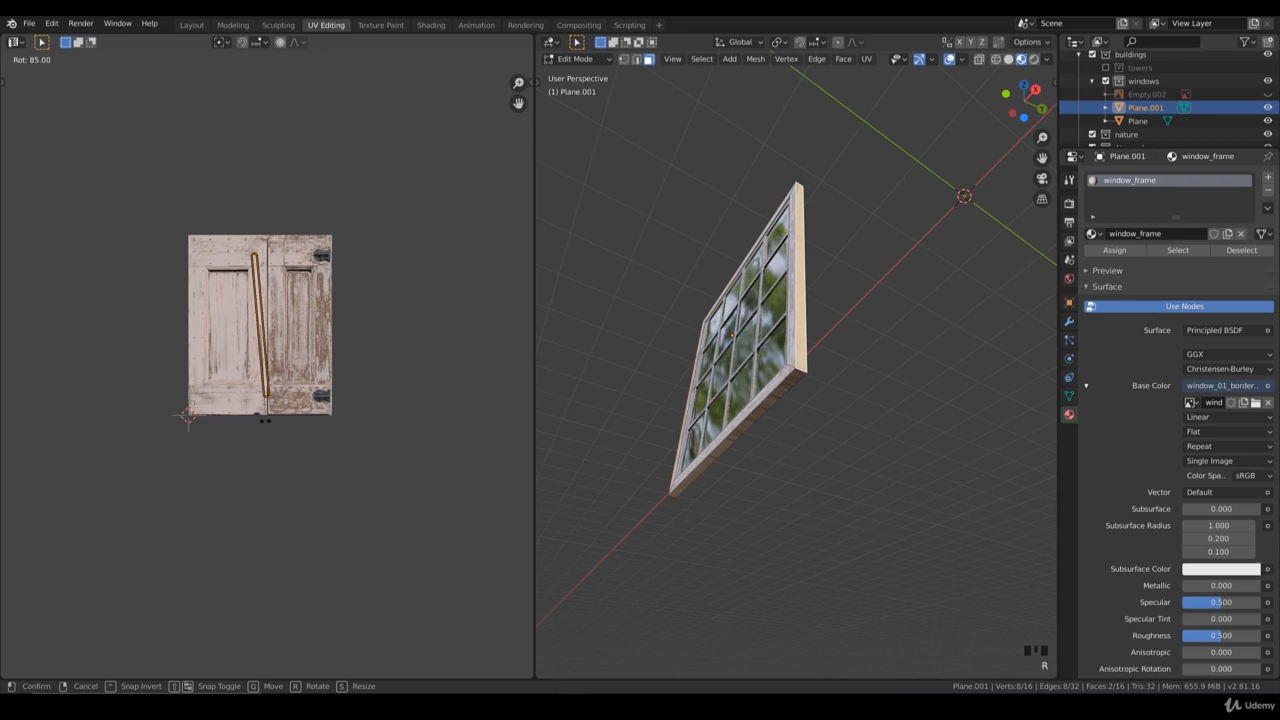 File Edit Render Window Help Layout Modeling Sculpting UV Editing Texture Paint Shading Animation Rendering Compositing Scripting + Scene View Layer
Global X Y Z Options
Rot: 85.00
Edit Mode View Select Add Mesh Vertex Edge Face UV
User Perspective
(1) Plane.001
X
Y
Z
buildings
towers
windows
Empty.002
Plane.001
Plane
nature
Plane.001 window_frame
window_frame
window_frame
Assign Select Deselect
Preview
Surface
Use Nodes
Surface Principled BSDF
GGX
Christensen-Burley
Base Color window_01_border..
wind
Linear
Flat
Repeat
Single Image
Color Spa.. sRGB
Vector Default
Subsurface 0.000
Subsurface Radius 1.000
0.200
0.100
Subsurface Color
Metallic 0.000
Specular 0.500
Specular Tint 0.000
Roughness 0.500
Anisotropic 0.000
Anisotropic Rotation 0.000
R
Confirm Cancel Snap Invert Snap Toggle G Move R Rotate S Resize
Plane.001 | Verts:8/16 | Edges:8/32 | Faces:2/16 | Tris:32 | Mem: 655.9 MiB | v2.81.16
Udemy